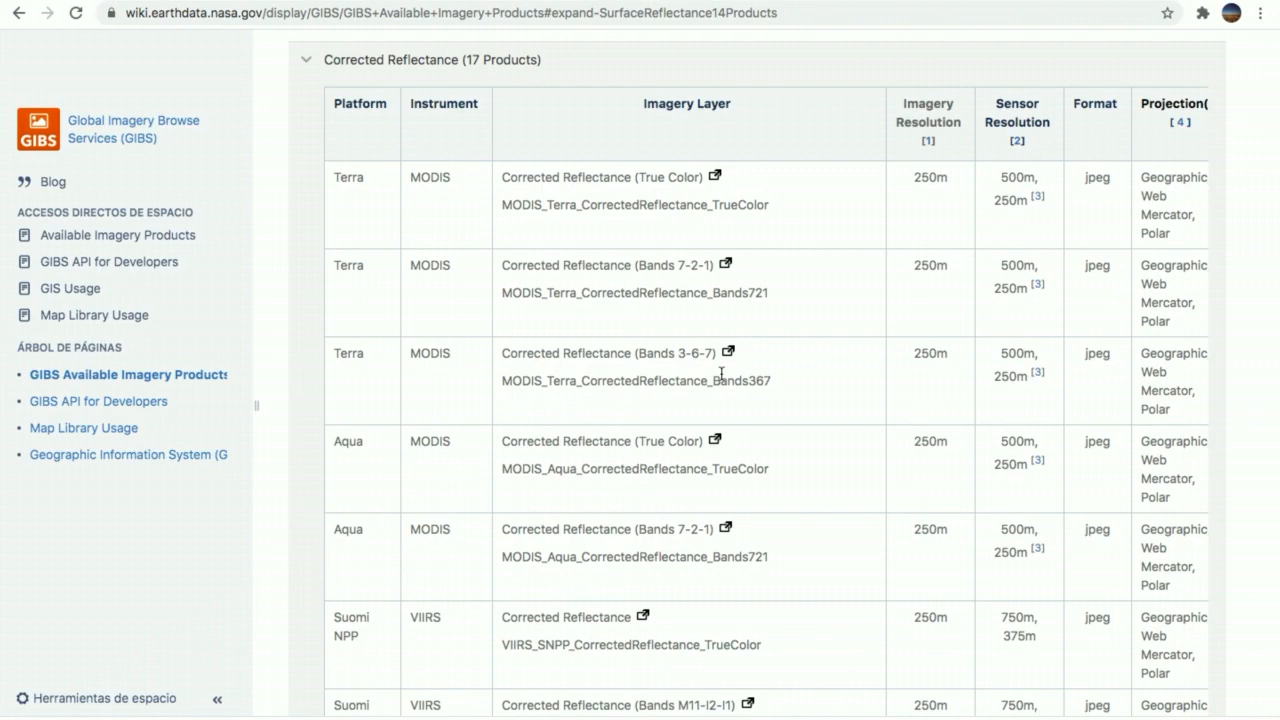 wiki.earthdata.nasa.gov/display/GIBS/GIBS+Available+Imagery+Products#expand-SurfaceReflectance14Products
GIBS
Global Imagery Browse
Services (GIBS)
Blog
ACCESOS DIRECTOS DE ESPACIO
Available Imagery Products
GIBS API for Developers
GIS Usage
Map Library Usage
ÁRBOL DE PÁGINAS
• GIBS Available Imagery Products
• GIBS API for Developers
• Map Library Usage
• Geographic Information System (G
Herramientas de espacio «
Corrected Reflectance (17 Products)
Platform Instrument Imagery Layer Imagery Resolution [1] Sensor Resolution [2] Format Projection( [ 4 ]
Terra MODIS Corrected Reflectance (True Color) 250m 500m, jpeg Geographic
MODIS_Terra_CorrectedReflectance_TrueColor 250m [3] Web
Mercator,
Polar
Terra MODIS Corrected Reflectance (Bands 7-2-1) 250m 500m, jpeg Geographic
MODIS_Terra_CorrectedReflectance_Bands721 250m [3] Web
Mercator,
Polar
Terra MODIS Corrected Reflectance (Bands 3-6-7) 250m 500m, jpeg Geographic
MODIS_Terra_CorrectedReflectance_Bands367 250m [3] Web
Mercator,
Polar
Aqua MODIS Corrected Reflectance (True Color) 250m 500m, jpeg Geographic
MODIS_Aqua_CorrectedReflectance_TrueColor 250m [3] Web
Mercator,
Polar
Aqua MODIS Corrected Reflectance (Bands 7-2-1) 250m 500m, jpeg Geographic
MODIS_Aqua_CorrectedReflectance_Bands721 250m [3] Web
Mercator,
Polar
Suomi VIIRS Corrected Reflectance 250m 750m, jpeg Geographic
NPP VIIRS_SNPP_CorrectedReflectance_TrueColor 375m Web
Mercator,
Polar
Suomi VIIRS Corrected Reflectance (Bands M11-I2-I1) 250m 750m, jpeg Geographic